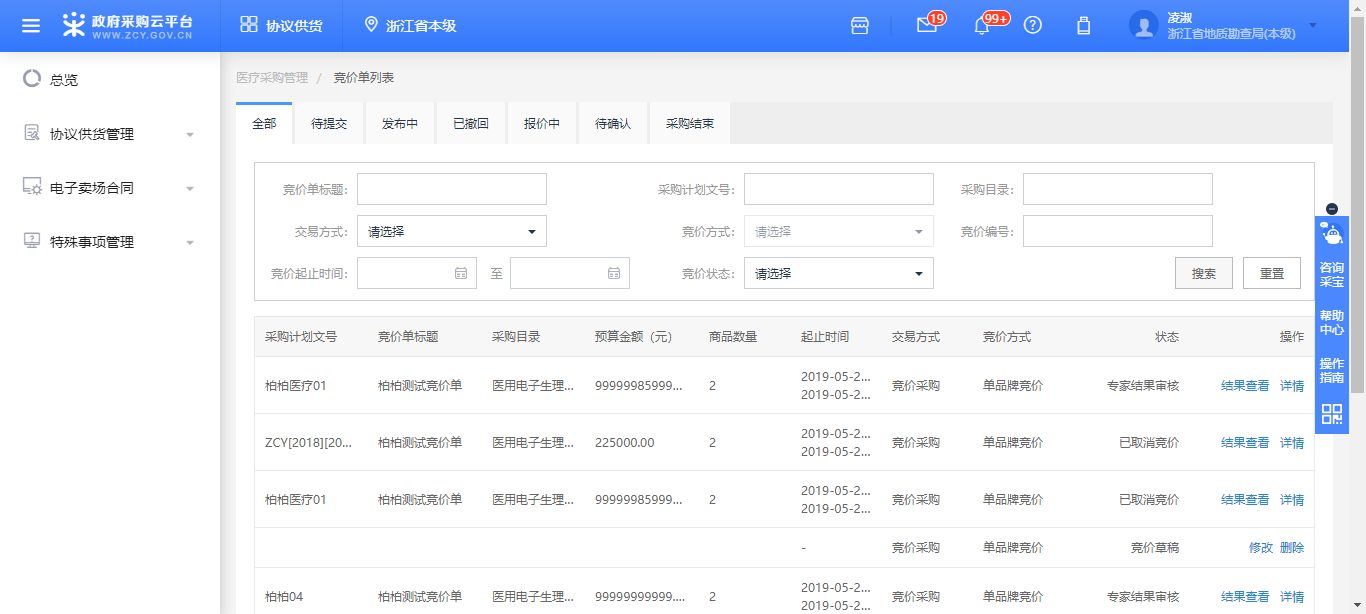 政府采购云平台
WWW.ZCY.GOV.CN
协议供货
浙江省本级
19
99+
凌淑
浙江省地质勘查局(本级)
总览
协议供货管理
电子卖场合同
特殊事项管理
医疗采购管理 / 竞价单列表
全部 待提交 发布中 已撤回 报价中 待确认 采购结束
竞价单标题: 采购计划文号: 采购目录:
交易方式: 请选择 竞价方式: 请选择 竞价编号:
竞价起止时间: 至 竞价状态: 请选择 搜索 重置
采购计划文号 竞价单标题 采购目录 预算金额（元） 商品数量 起止时间 交易方式 竞价方式 状态 操作
柏柏医疗01 柏柏测试竞价单 医用电子生理... 99999985999... 2 2019-05-2... 竞价采购 单品牌竞价 专家结果审核 结果查看 详情
2019-05-2...
ZCY[2018][20... 柏柏测试竞价单 医用电子生理... 225000.00 2 2019-05-2... 竞价采购 单品牌竞价 已取消竞价 结果查看 详情
2019-05-2...
柏柏医疗01 柏柏测试竞价单 医用电子生理... 99999985999... 2 2019-05-2... 竞价采购 单品牌竞价 已取消竞价 结果查看 详情
2019-05-2...
- 竞价采购 单品牌竞价 竞价草稿 修改 删除
柏柏04 柏柏测试竞价单 医用电子生理... 99999999999.... 2 2019-05-2... 竞价采购 单品牌竞价 专家结果审核 结果查看 详情
2019-05-2...
咨询
采宝
帮助
中心
操作
指南